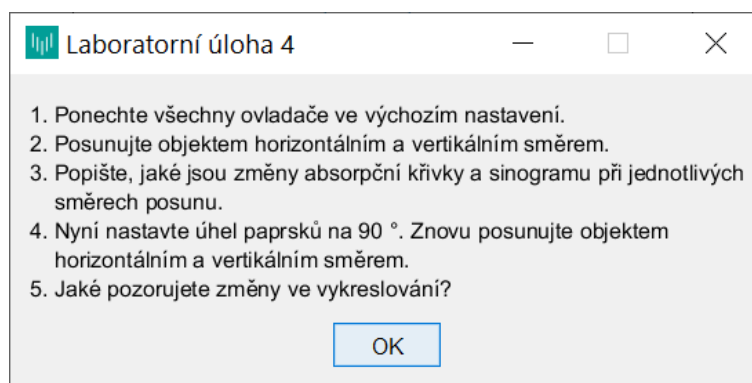 Laboratorní úloha 4
1. Ponechte všechny ovladače ve výchozím nastavení.
2. Posunujte objektem horizontálním a vertikálním směrem.
3. Popište, jaké jsou změny absorpční křivky a sinogramu při jednotlivých
směrech posunu.
4. Nyní nastavte úhel paprsků na 90 °. Znovu posunujte objektem
horizontálním a vertikálním směrem.
5. Jaké pozorujete změny ve vykreslování?
OK